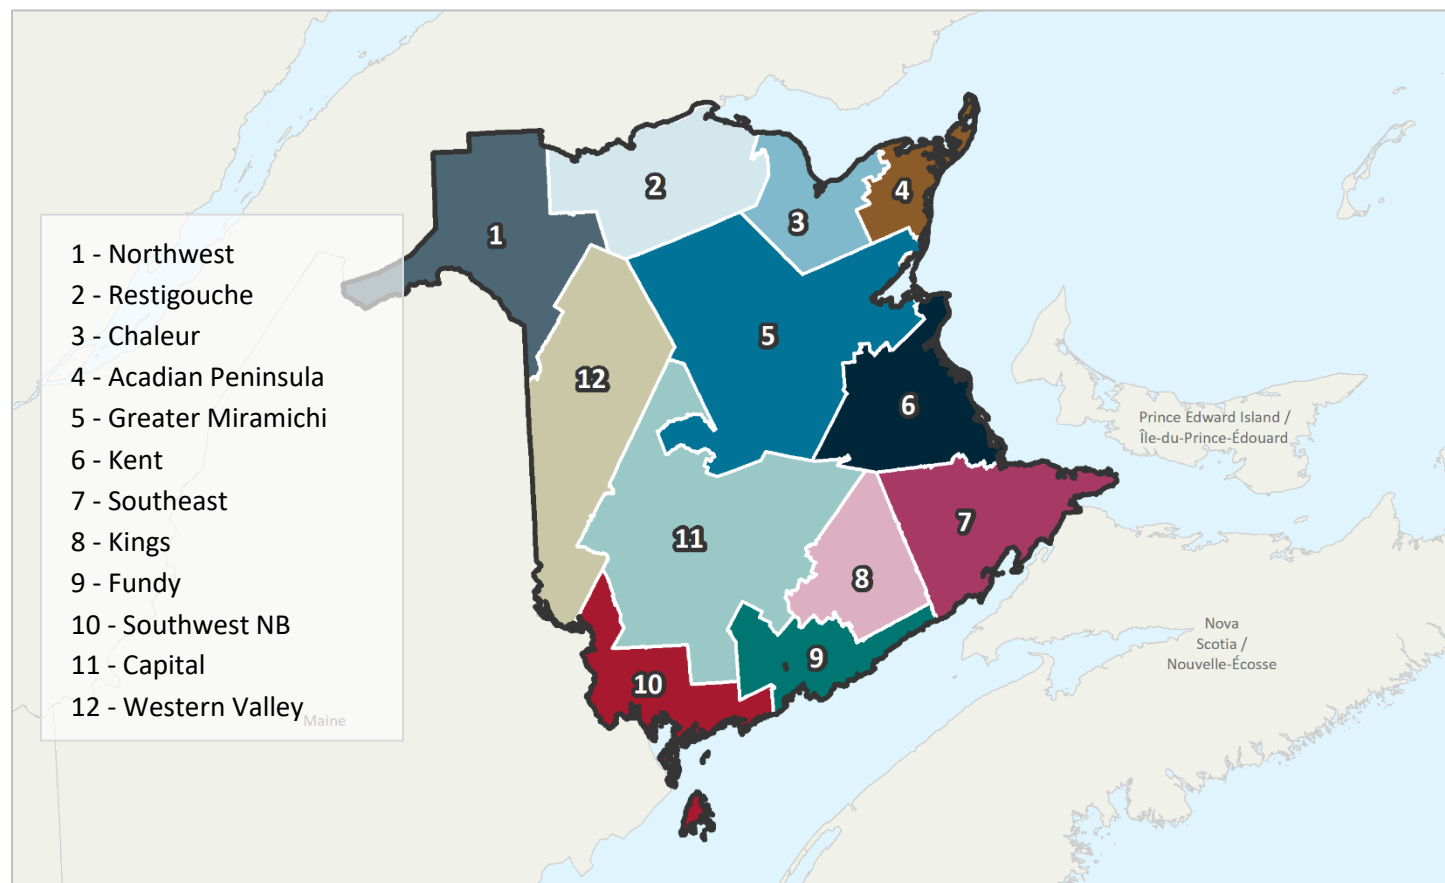 1 - Northwest
2 - Restigouche
3 - Chaleur
4 - Acadian Peninsula
5 - Greater Miramichi
6 - Kent
7 - Southeast
8 - Kings
9 - Fundy
10 - Southwest NB
11 - Capital
12 - Western Valley
Maine
1
2
3
4
5
12
6
7
11
8
9
10
Prince Edward Island /
Île-du-Prince-Édouard
Nova
Scotia /
Nouvelle-Écosse